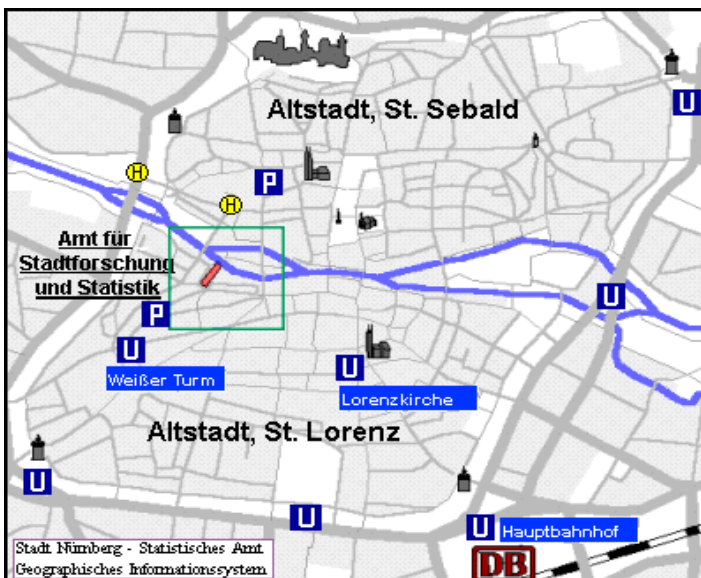 Altstadt, St. Sebald
U
H
P
H
Amt für
Stadtforschung
und Statistik
P
U
U
Weißer Turm
U
Lorenzkirche
Altstadt, St. Lorenz
U
U
U
Hauptbahnhof
DB
Stadt Nürnberg - Statistisches Amt
Geographisches Informationssystem